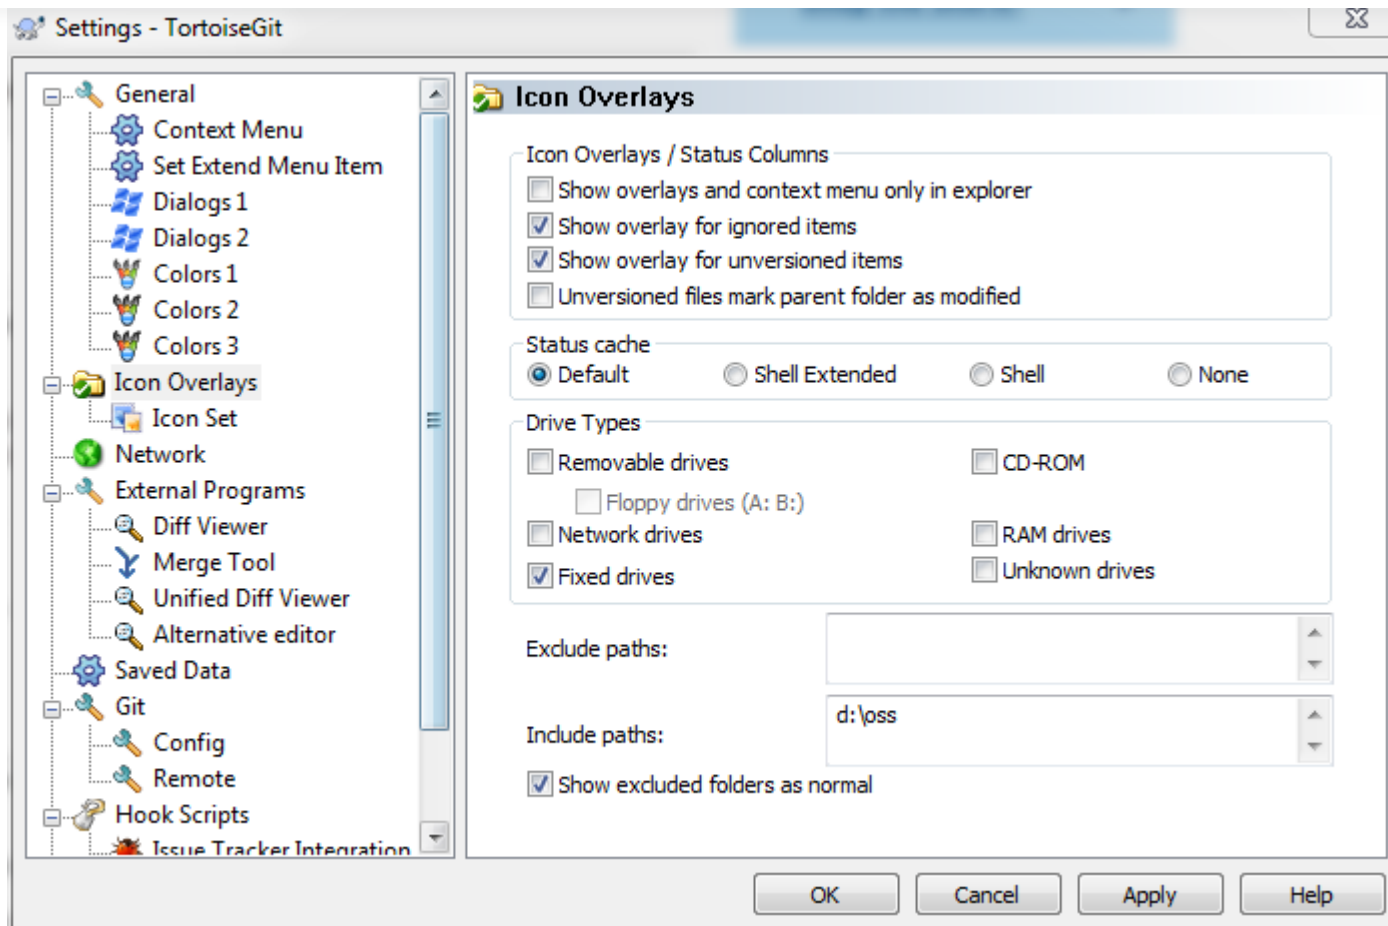 Settings - TortoiseGit
General
Context Menu
Set Extend Menu Item
Dialogs 1
Dialogs 2
Colors 1
Colors 2
Colors 3
Icon Overlays
Icon Set
Network
External Programs
Diff Viewer
Merge Tool
Unified Diff Viewer
Alternative editor
Saved Data
Git
Config
Remote
Hook Scripts
Issue Tracker Integration
Icon Overlays
Icon Overlays / Status Columns
Show overlays and context menu only in explorer
Show overlay for ignored items
Show overlay for unversioned items
Unversioned files mark parent folder as modified
Status cache
Default Shell Extended Shell None
Drive Types
Removable drives CD-ROM
Floppy drives (A: B:)
Network drives RAM drives
Fixed drives Unknown drives
Exclude paths:
Include paths: d:\oss
Show excluded folders as normal
OK Cancel Apply Help